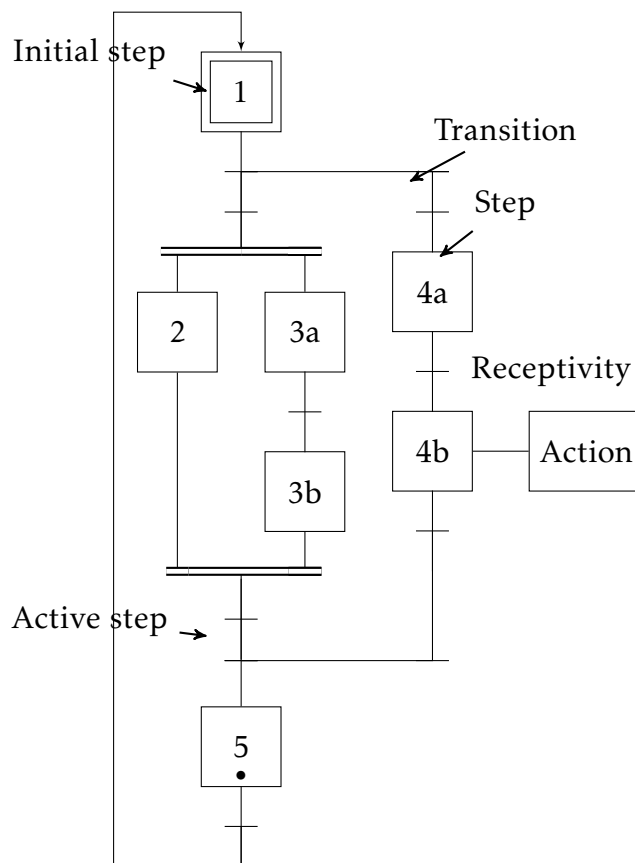 Initial step
1
Transition
Step
4a
2
3a
Receptivity
4b
Action
3b
Active step
5